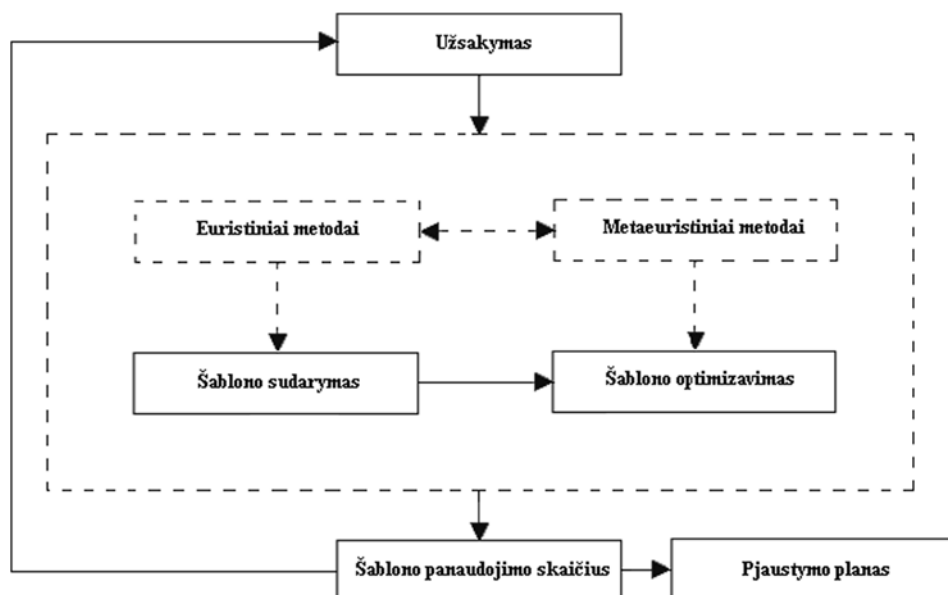 Užsakymas
Euristiniai metodai
Metaeuristiniai metodai
Šablono sudarymas
Šablono optimizavimas
Šablono panaudojimo skaičius
Pjaustymo planas